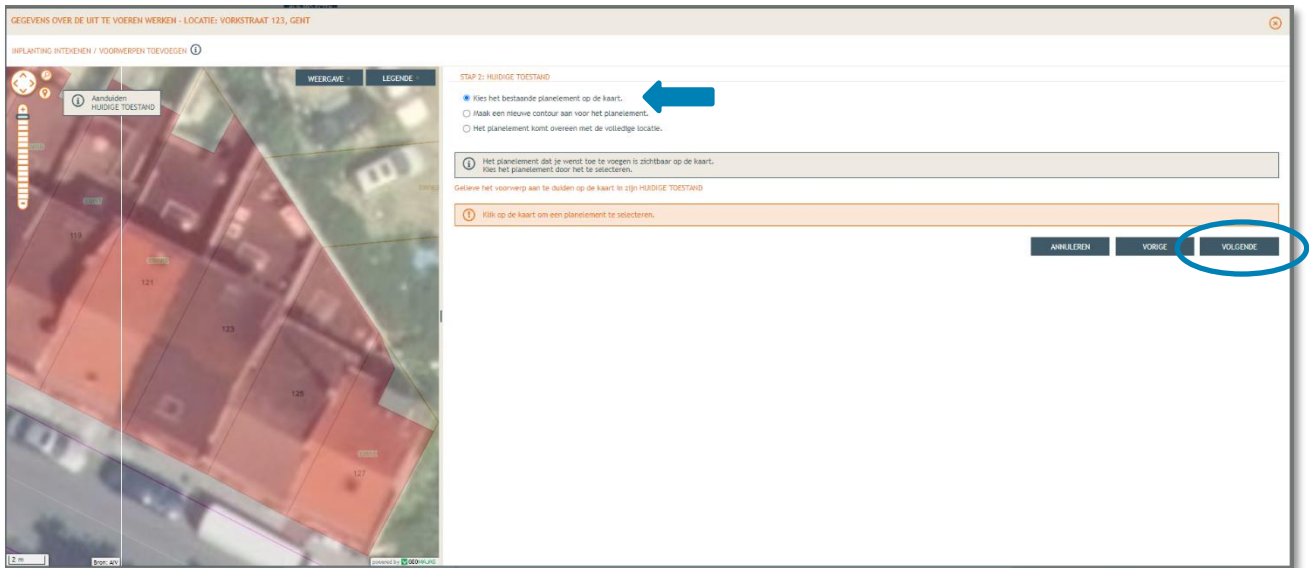 GEGEVENS OVER DE UIT TE VOEREN WERKEN - LOCATIE: VORKSTRAAT 123, GENT
INPLANTING INTEKENEN / VOORWERPEN TOEVOEGEN
WEERGAVE
LEGENDE
Aanduiden
HUIDIGE TOESTAND
119
121
123
125
127
2 m
Bron: AIV
powered by GEOMAJAS
STAP 2: HUIDIGE TOESTAND
Kies het bestaande planelement op de kaart.
Maak een nieuwe contour aan voor het planelement.
Het planelement komt overeen met de volledige locatie.
Het planelement dat je wenst toe te voegen is zichtbaar op de kaart.
Kies het planelement door het te selecteren.
Gelieve het voorwerp aan te duiden op de kaart in zijn HUIDIGE TOESTAND
Klik op de kaart om een planelement te selecteren.
ANNULEREN
VORIGE
VOLGENDE